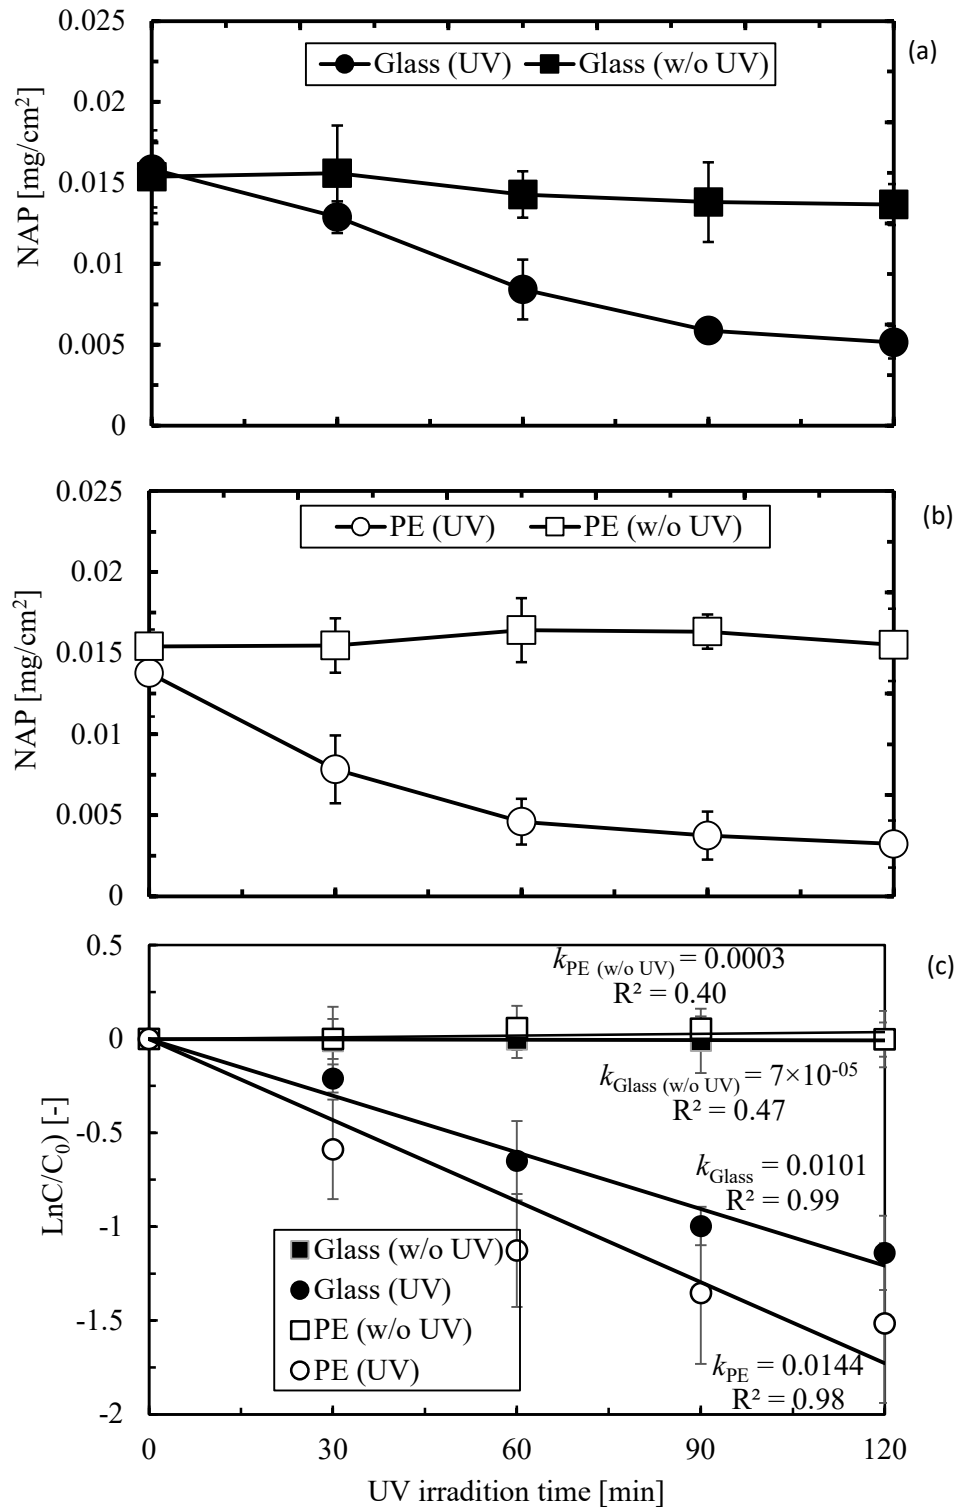 0.025
(a)
Glass (UV) Glass (w/o UV)
0.02
0.015
0.01
0.005
0
NAP [mg/cm²]
0.025
(b)
PE (UV) PE (w/o UV)
0.02
0.015
0.01
0.005
0
NAP [mg/cm²]
0.5
(c)
k_PE (w/o UV) = 0.0003
R² = 0.40
0
k_Glass (w/o UV) = 7×10⁻⁰⁵
R² = 0.47
-0.5
k_Glass = 0.0101
R² = 0.99
LnC/C₀) [-]
-1
Glass (w/o UV)
Glass (UV)
PE (w/o UV)
PE (UV)
-1.5
k_PE = 0.0144
R² = 0.98
-2
0 30 60 90 120
UV irradition time [min]